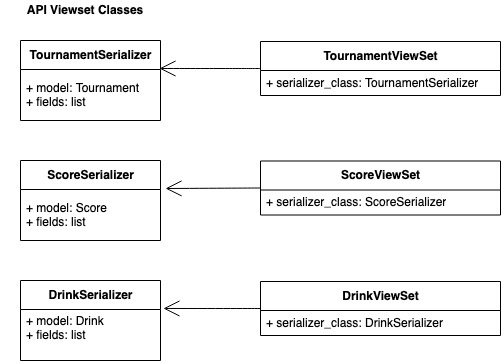 API Viewset Classes
TournamentSerializer
+ model: Tournament
+ fields: list
TournamentViewSet
+ serializer_class: TournamentSerializer
ScoreSerializer
+ model: Score
+ fields: list
ScoreViewSet
+ serializer_class: ScoreSerializer
DrinkSerializer
+ model: Drink
+ fields: list
DrinkViewSet
+ serializer_class: DrinkSerializer